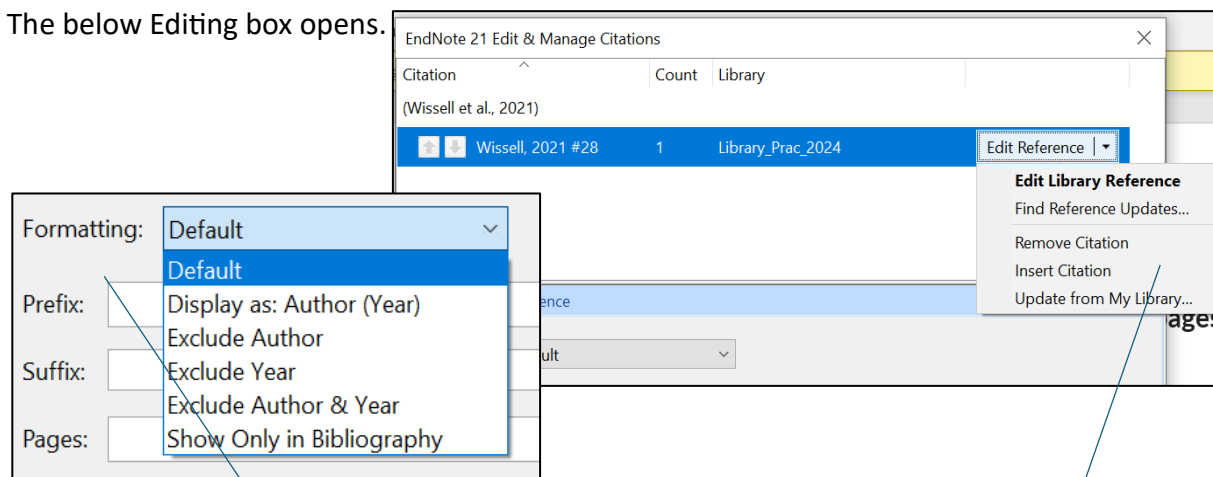 The below Editing box opens.
EndNote 21 Edit & Manage Citations
Citation Count Library
(Wissell et al., 2021)
Wissell, 2021 #28 1 Library_Prac_2024 Edit Reference
Edit Library Reference
Find Reference Updates...
Remove Citation
Insert Citation
Update from My Library...
ages
ence
ult
Formatting: Default
Default
Display as: Author (Year)
Exclude Author
Exclude Year
Exclude Author & Year
Show Only in Bibliography
Prefix:
Suffix:
Pages: